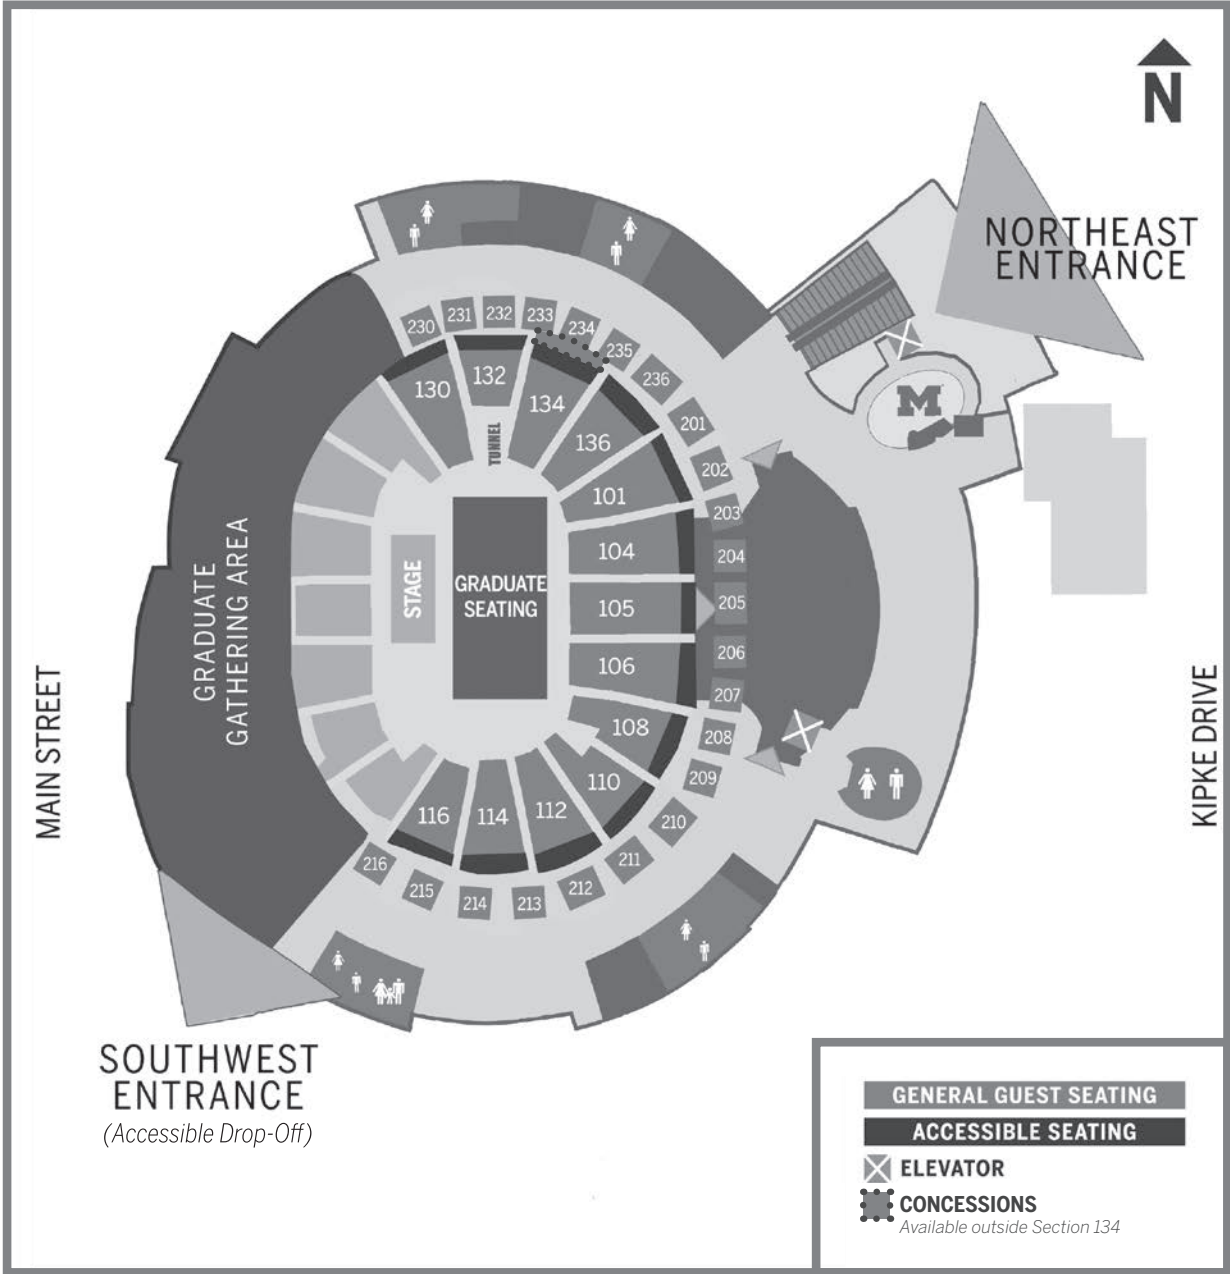 N
NORTHEAST
ENTRANCE
230
231
232
233
234
235
236
201
202
203
204
205
206
207
208
209
210
211
212
213
214
215
216
130
132
134
136
101
104
105
106
108
110
112
114
116
TUNNEL
M
STAGE
GRADUATE
SEATING
GRADUATE
GATHERING AREA
MAIN STREET
KIPKE DRIVE
SOUTHWEST
ENTRANCE
(Accessible Drop-Off)
GENERAL GUEST SEATING
ACCESSIBLE SEATING
ELEVATOR
CONCESSIONS
Available outside Section 134